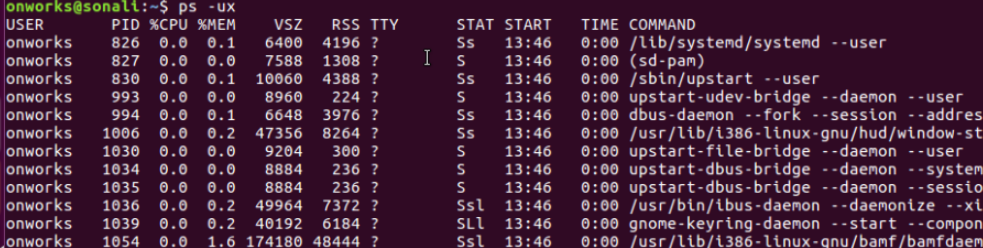 onworks@sonali:~$ ps -ux
USER PID %CPU %MEM VSZ RSS TTY STAT START TIME COMMAND
onworks 826 0.0 0.1 6400 4196 ? Ss 13:46 0:00 /lib/systemd/systemd --user
onworks 827 0.0 0.0 7588 1308 ? S 13:46 0:00 (sd-pam)
onworks 830 0.0 0.1 10060 4388 ? Ss 13:46 0:00 /sbin/upstart --user
onworks 993 0.0 0.0 8960 224 ? S 13:46 0:00 upstart-udev-bridge --daemon --user
onworks 994 0.0 0.1 6648 3976 ? Ss 13:46 0:00 dbus-daemon --fork --session --addres
onworks 1006 0.0 0.2 47356 8264 ? Ss 13:46 0:00 /usr/lib/i386-linux-gnu/hud/window-st
onworks 1030 0.0 0.0 9204 300 ? S 13:46 0:00 upstart-file-bridge --daemon --user
onworks 1034 0.0 0.0 8884 236 ? S 13:46 0:00 upstart-dbus-bridge --daemon --system
onworks 1035 0.0 0.0 8884 236 ? S 13:46 0:00 upstart-dbus-bridge --daemon --sessio
onworks 1036 0.0 0.2 49964 7372 ? Ssl 13:46 0:00 /usr/bin/ibus-daemon --daemonize --xi
onworks 1039 0.0 0.2 40192 6184 ? SLl 13:46 0:00 gnome-keyring-daemon --start --compon
onworks 1054 0.0 1.6 174180 48444 ? Ssl 13:46 0:00 /usr/lib/i386-linux-gnu/bamf/bamfdaem